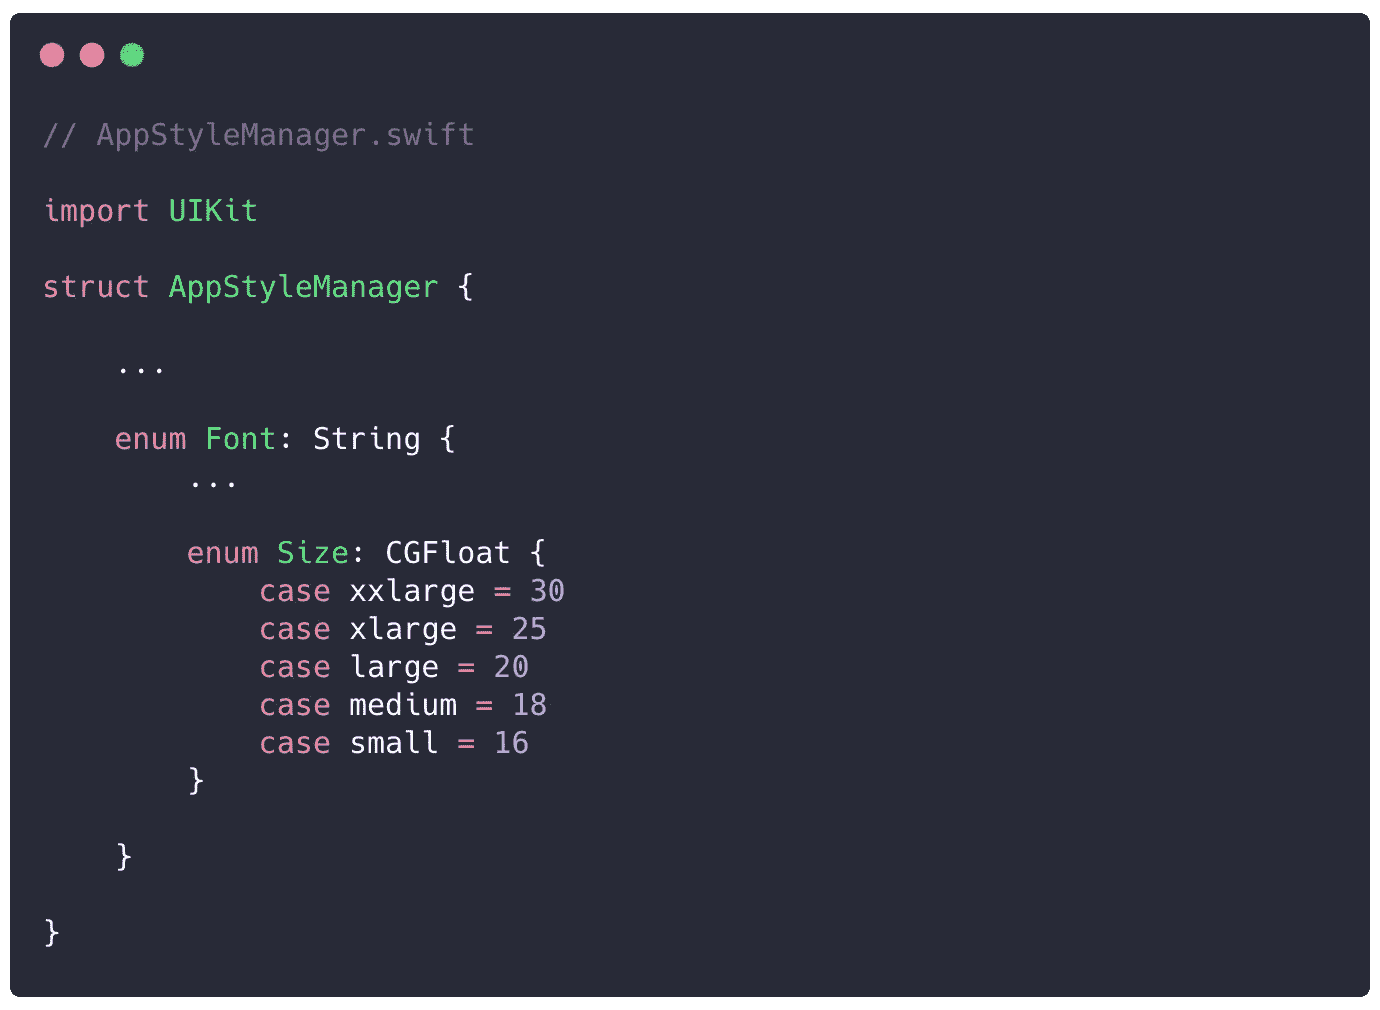 // AppStyleManager.swift
import UIKit
struct AppStyleManager {
...
enum Font: String {
...
enum Size: CGFloat {
case xxlarge = 30
case xlarge = 25
case large = 20
case medium = 18
case small = 16
}
}
}